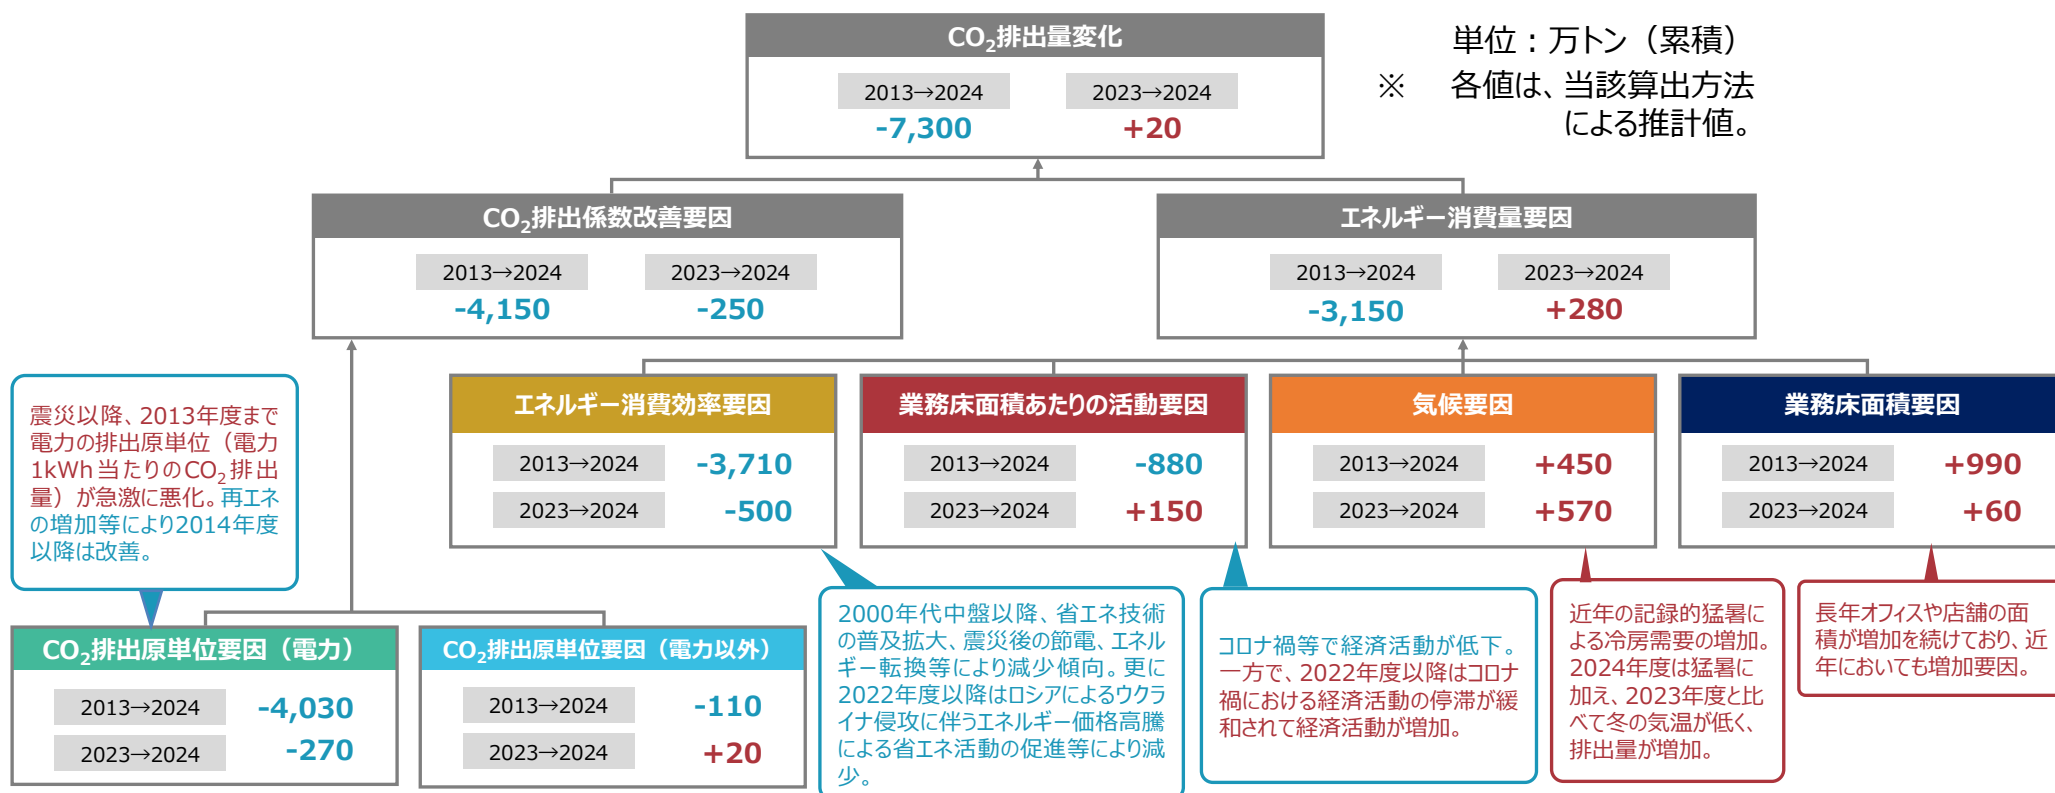 CO₂排出量変化
2013→2024 2023→2024
-7,300 +20
単位：万トン（累積）
※ 各値は、当該算出方法
による推計値。
CO₂排出係数改善要因
2013→2024 2023→2024
-4,150 -250
エネルギー消費量要因
2013→2024 2023→2024
-3,150 +280
エネルギー消費効率要因
2013→2024 -3,710
2023→2024 -500
業務床面積あたりの活動要因
2013→2024 -880
2023→2024 +150
気候要因
2013→2024 +450
2023→2024 +570
業務床面積要因
2013→2024 +990
2023→2024 +60
震災以降、2013年度まで
電力の排出原単位（電力
1kWh当たりのCO₂排出
量）が急激に悪化。再エネ
の増加等により2014年度
以降は改善。
CO₂排出原単位要因（電力）
2013→2024 -4,030
2023→2024 -270
CO₂排出原単位要因（電力以外）
2013→2024 -110
2023→2024 +20
2000年代中盤以降、省エネ技術
の普及拡大、震災後の節電、エネル
ギー転換等により減少傾向。更に
2022年度以降はロシアによるウクラ
イナ侵攻に伴うエネルギー価格高騰
による省エネ活動の促進等により減
少。
コロナ禍等で経済活動が低下。
一方で、2022年度以降はコロナ
禍における経済活動の停滞が緩
和されて経済活動が増加。
近年の記録的猛暑に
よる冷房需要の増加。
2024年度は猛暑に
加え、2023年度と比
べて冬の気温が低く、
排出量が増加。
長年オフィスや店舗の面
積が増加を続けており、近
年においても増加要因。